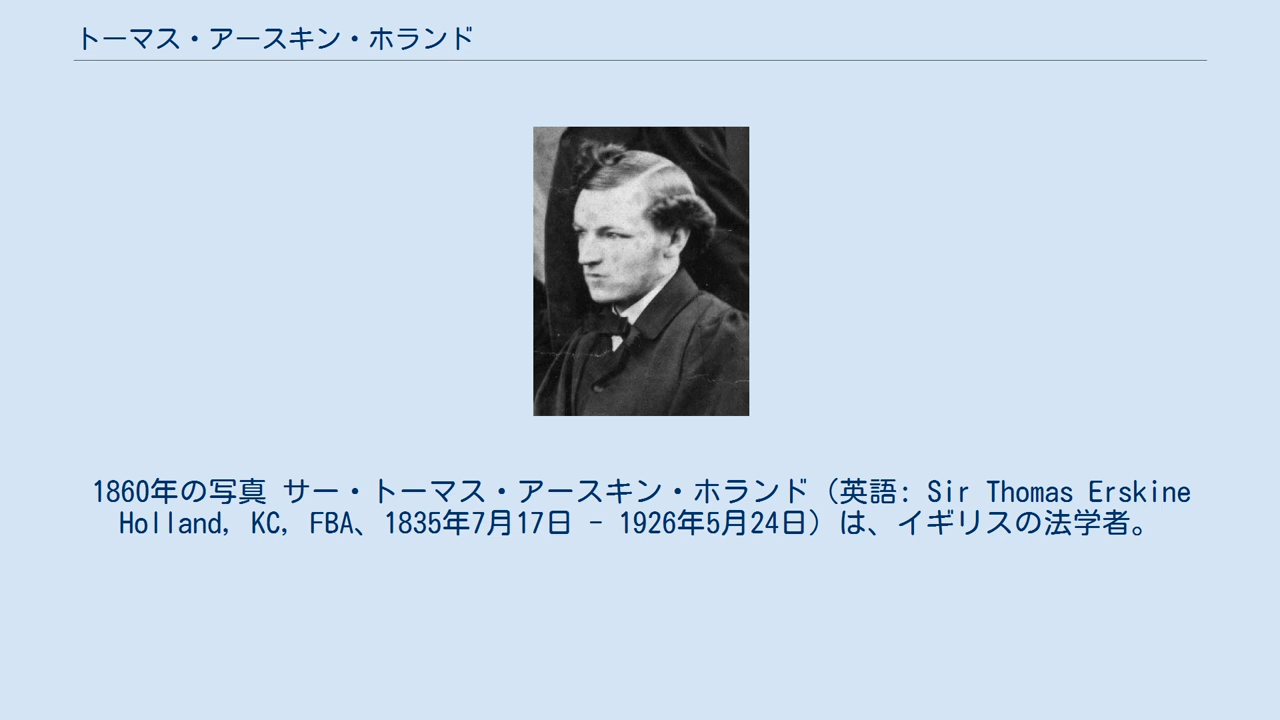 トーマス・アースキン・ホランド
1860年の写真 サー・トーマス・アースキン・ホランド（英語: Sir Thomas Erskine
Holland, KC, FBA、1835年7月17日 - 1926年5月24日）は、イギリスの法学者。